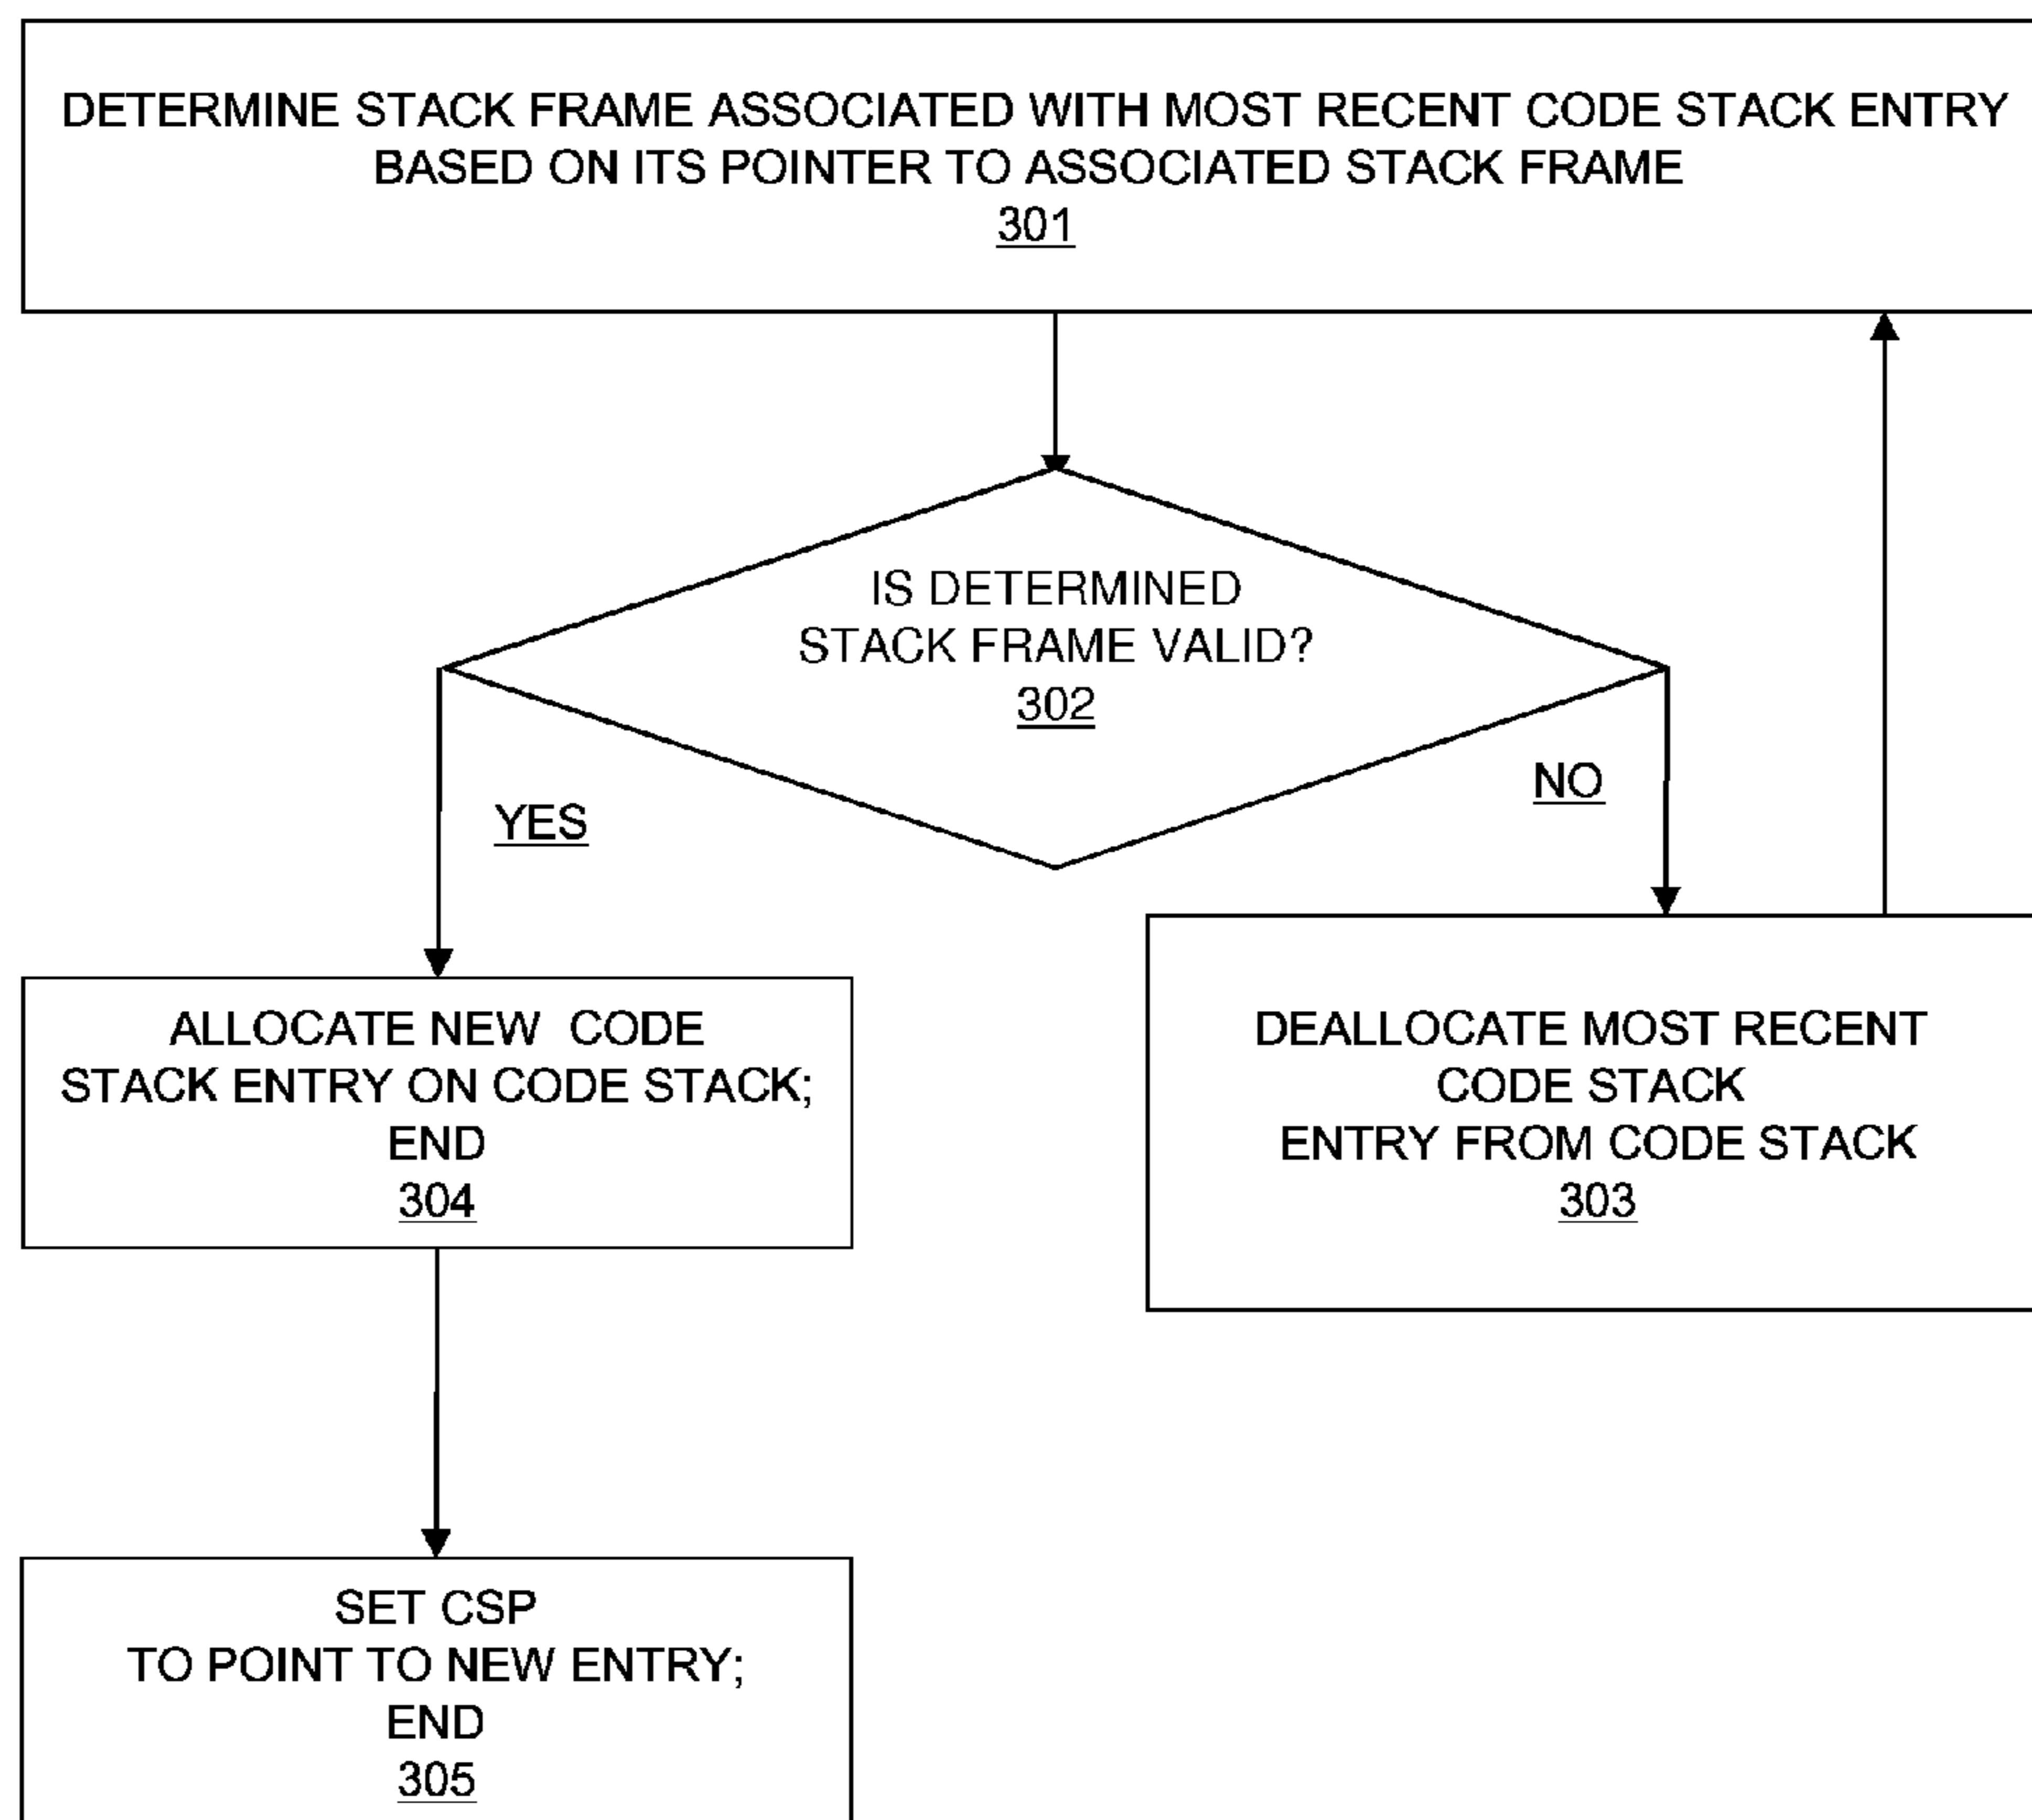 DETERMINE STACK FRAME ASSOCIATED WITH MOST RECENT CODE STACK ENTRY
BASED ON ITS POINTER TO ASSOCIATED STACK FRAME
301
IS DETERMINED
STACK FRAME VALID?
302
YES
NO
ALLOCATE NEW CODE
STACK ENTRY ON CODE STACK;
END
304
DEALLOCATE MOST RECENT
CODE STACK
ENTRY FROM CODE STACK
303
SET CSP
TO POINT TO NEW ENTRY;
END
305